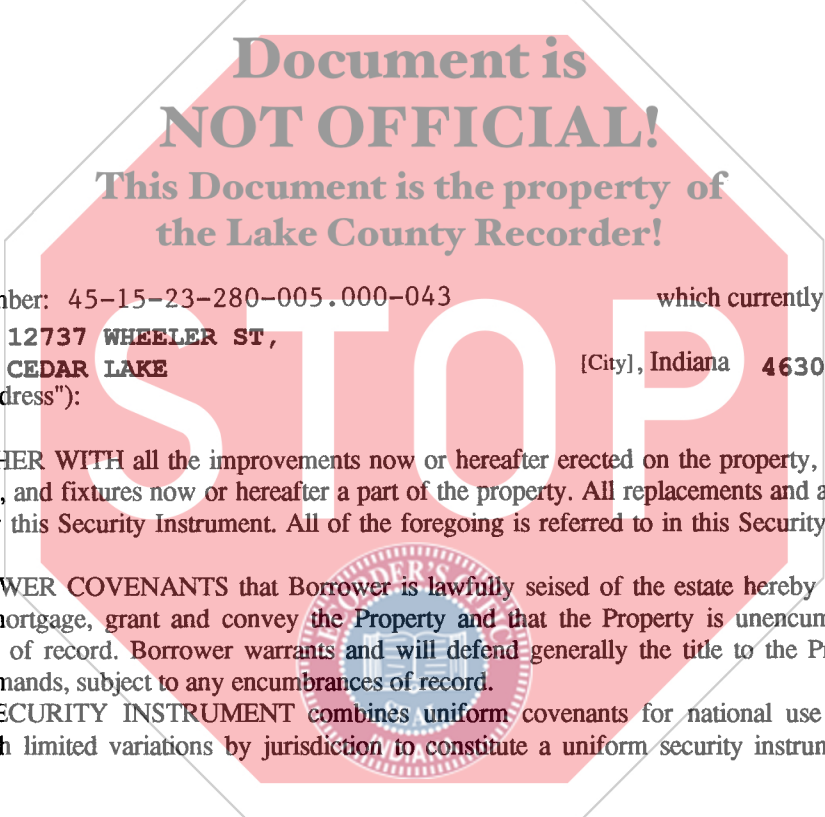 Document is
NOT OFFICIAL!
This Document is the property of
the Lake County Recorder!
STOP
nber: 45-15-23-280-005.000-043 which currently
12737 WHEELER ST,
CEDAR LAKE [City], Indiana 4630
dress"):
HER WITH all the improvements now or hereafter erected on the property,
, and fixtures now or hereafter a part of the property. All replacements and a
this Security Instrument. All of the foregoing is referred to in this Security
WER COVENANTS that Borrower is lawfully seised of the estate hereby
nortgage, grant and convey the Property and that the Property is unencum
of record. Borrower warrants and will defend generally the title to the Pr
mands, subject to any encumbrances of record.
ECURITY INSTRUMENT combines uniform covenants for national use
h limited variations by jurisdiction to constitute a uniform security instrun
SEAL
INDIANA